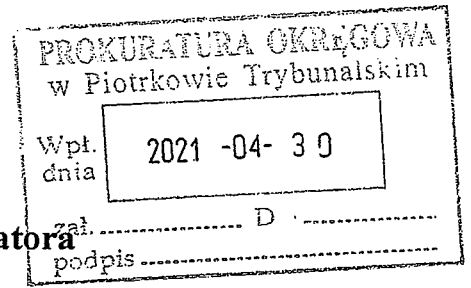 PROKURATURA OKRĘGOWA
w Piotrkowie Trybunalskim
Wpł.
dnia
2021 -04- 30
zał. D
atora
podpis